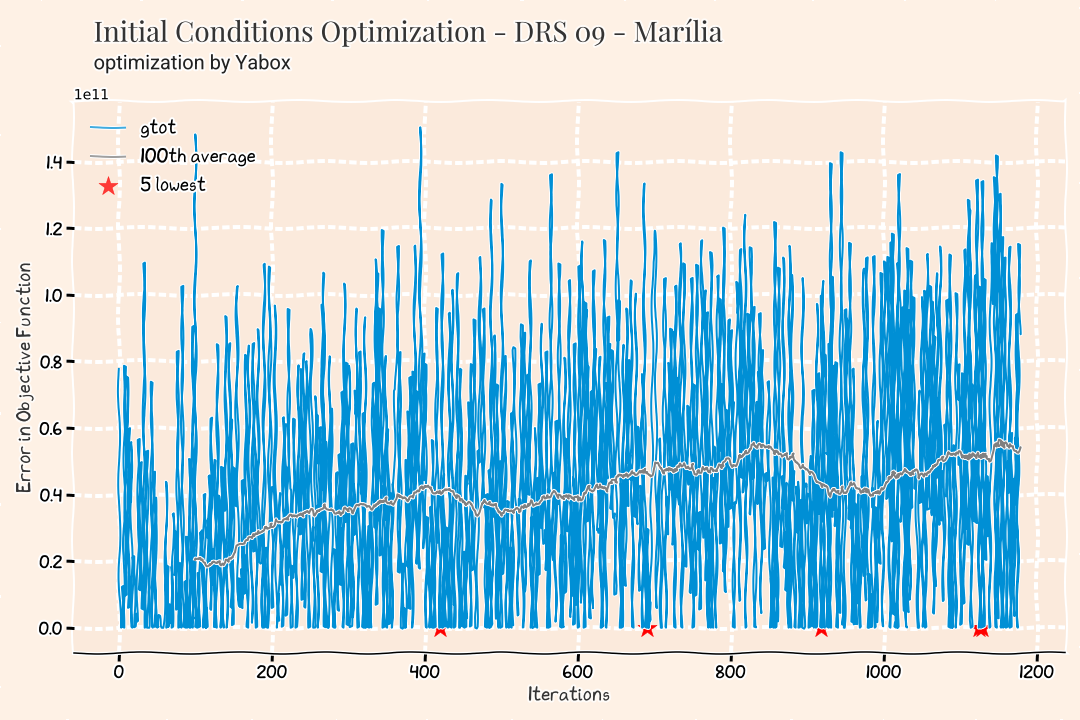 Initial Conditions Optimization - DRS 09 - Marília
optimization by Yabox
1e11
gtot
100th average
5 lowest
1.4
1.2
1.0
0.8
0.6
0.4
0.2
0.0
Error in Objective Function
0 200 400 600 800 1000 1200
Iterations